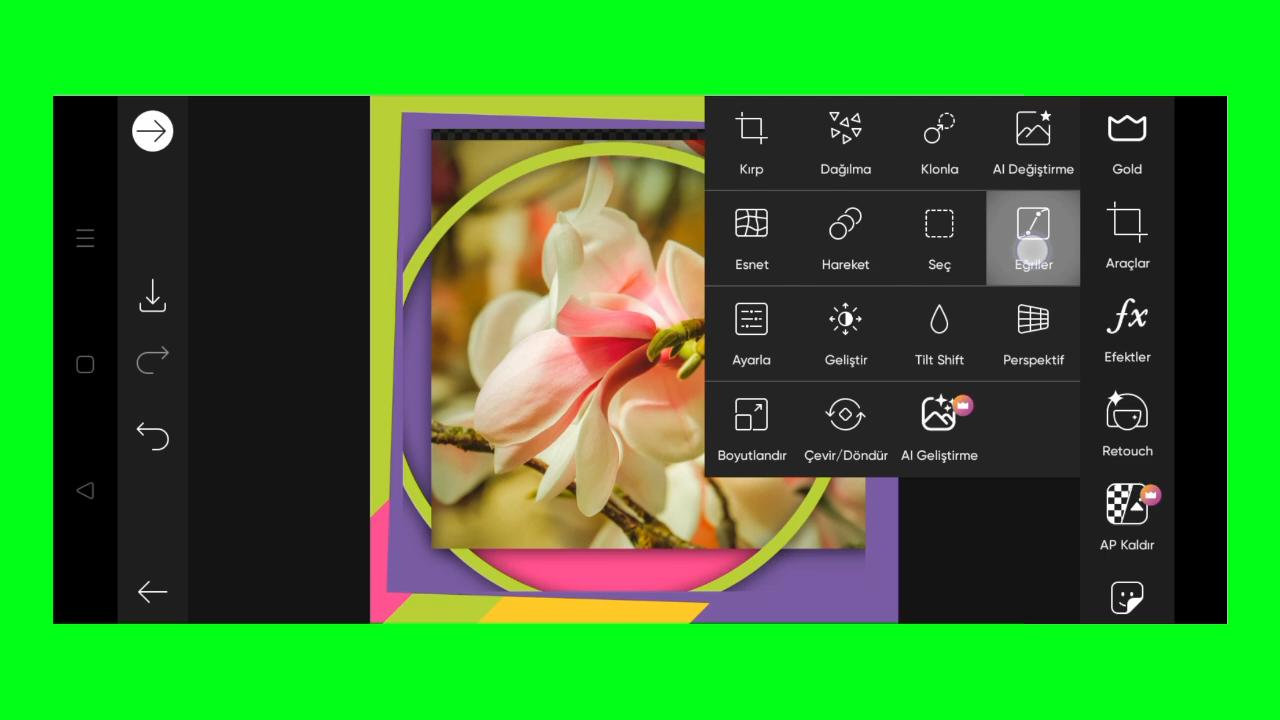 Kırp
Dağılma
Klonla
AI Değiştirme
Esnet
Hareket
Seç
Eğriler
Ayarla
Geliştir
Tilt Shift
Perspektif
Boyutlandır
Çevir/Döndür
AI Geliştirme
Gold
Araçlar
fx
Efektler
Retouch
AP Kaldır